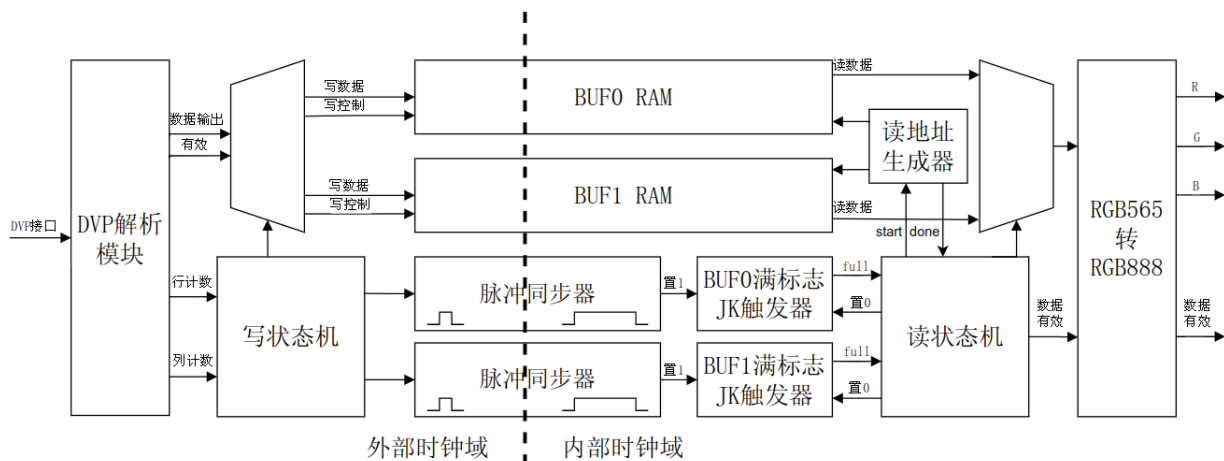 DVP接口
DVP解析
模块
数据输出
有效
行计数
列计数
写数据
写控制
写数据
写控制
写状态机
BUF0 RAM
BUF1 RAM
脉冲同步器
脉冲同步器
置1
置1
BUF0满标志
JK触发器
BUF1满标志
JK触发器
full
置0
full
置0
读数据
读地址
生成器
读数据
start
done
读状态机
数据
有效
RGB565
转
RGB888
R
G
B
数据
有效
外部时钟域
内部时钟域